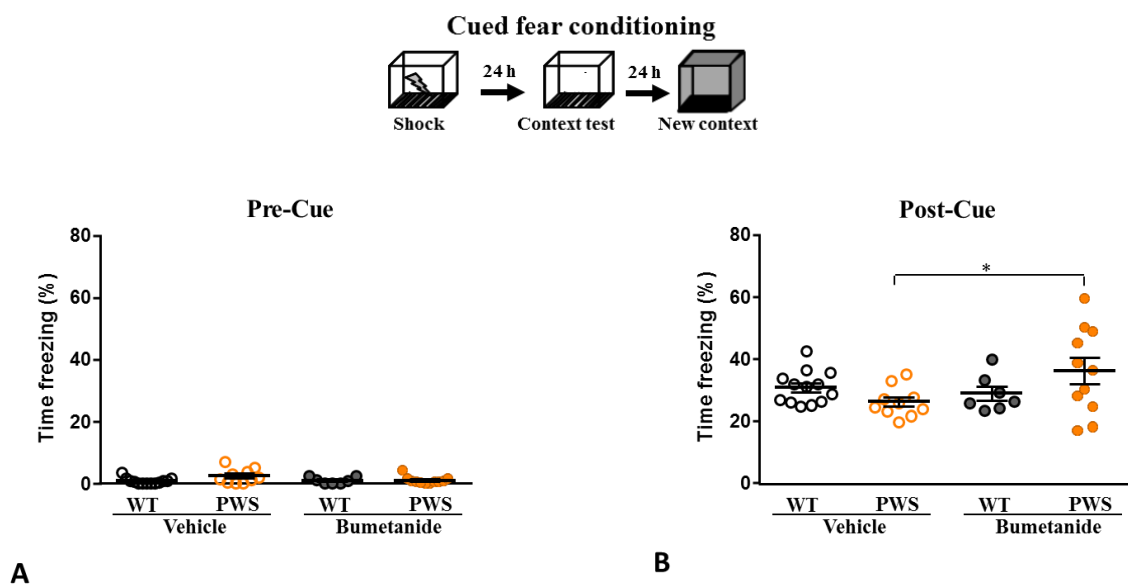 Cued fear conditioning
24 h
24 h
Shock
Context test
New context
Pre-Cue
Time freezing (%)
80
60
40
20
0
WT
PWS
WT
PWS
Vehicle
Bumetanide
A
Post-Cue
Time freezing (%)
80
60
40
20
0
*
WT
PWS
WT
PWS
Vehicle
Bumetanide
B